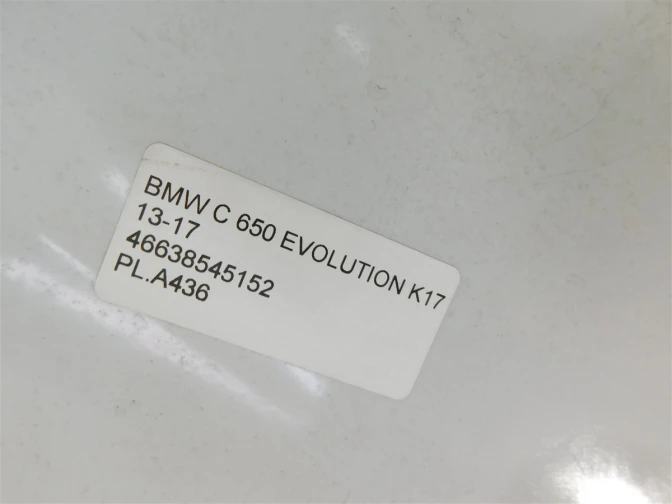 BMW C 650 EVOLUTION K17
13-17
46638545152
PL.A436